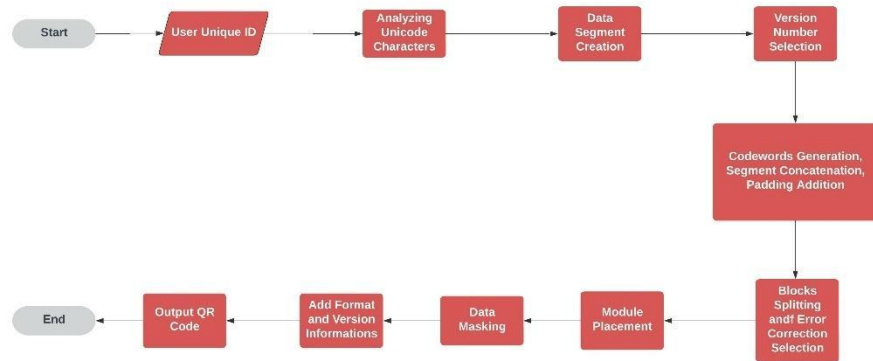 Start
User Unique ID
Analyzing
Unicode
Characters
Data
Segment
Creation
Version
Number
Selection
Codewords Generation,
Segment Concatenation,
Padding Addition
Blocks
Splitting
andf Error
Correction
Selection
Module
Placement
Data
Masking
Add Format
and Version
Informations
Output QR
Code
End